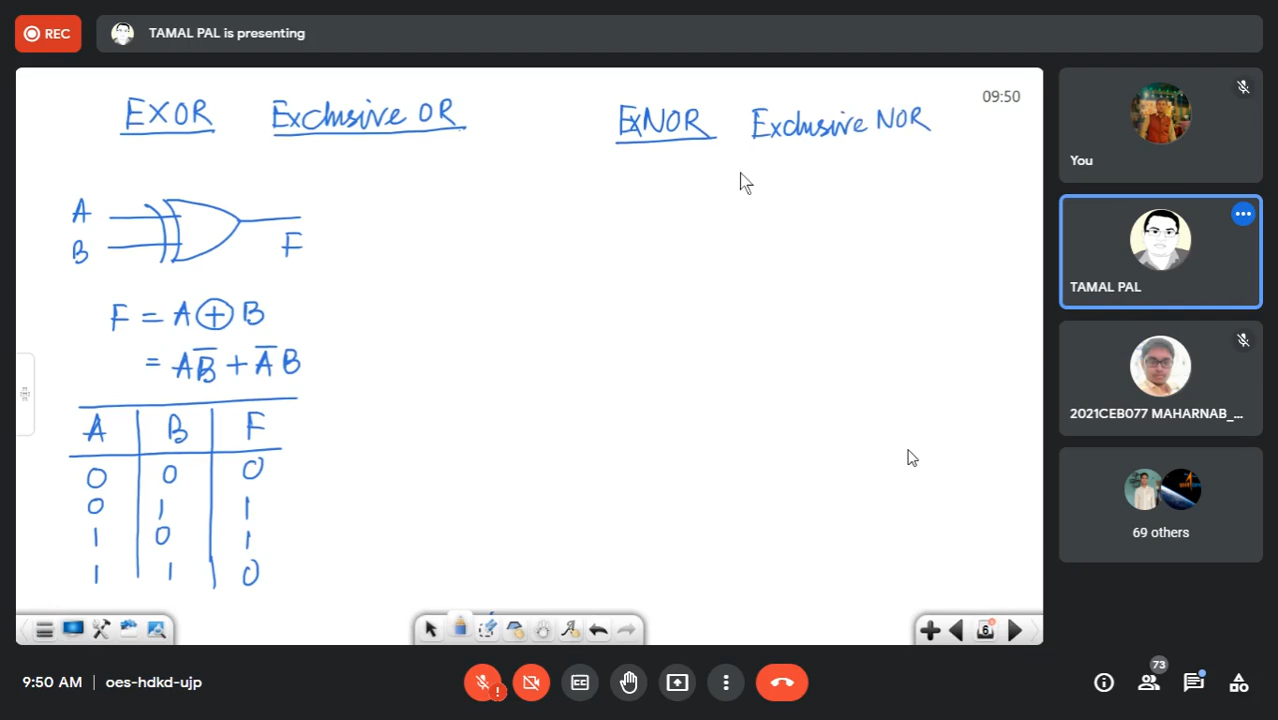 REC
TAMAL PAL is presenting
09:50
EXOR Exclusive OR
ExNOR Exclusive NOR
A
B
F
F = A ⊕ B
= AB̅ + A̅B
A B F
0 0 0
0 1 1
1 0 1
1 1 0
You
TAMAL PAL
2021CEB077 MAHARNAB_...
69 others
6
9:50 AM | oes-hdkd-ujp
73